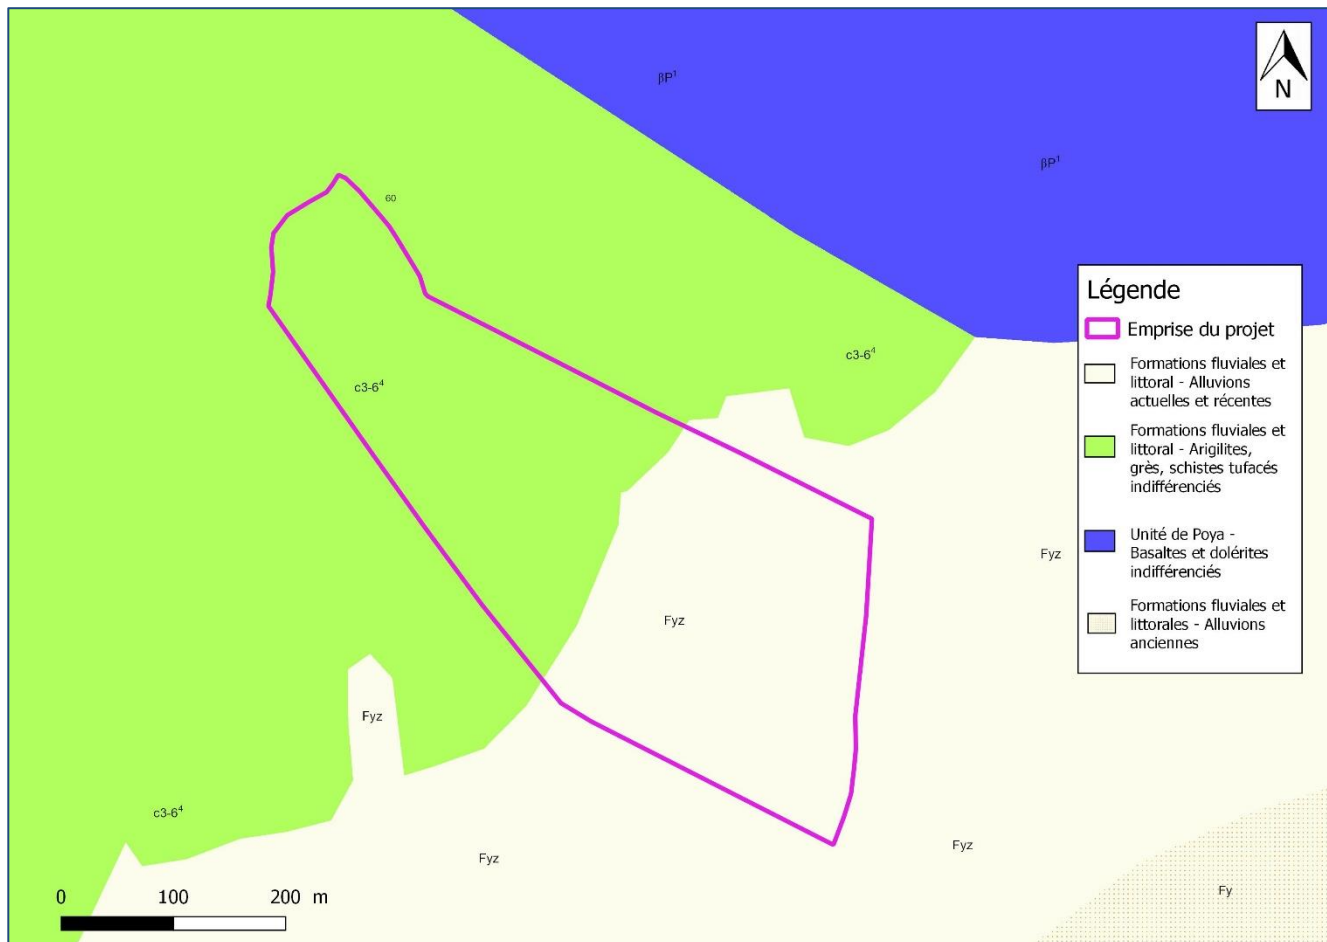 βP¹
N
βP¹
60
Légende
Emprise du projet
Formations fluviales et
littoral - Alluvions
actuelles et récentes
Formations fluviales et
littoral - Arigilites,
grès, schistes tufacés
indifférenciés
Unité de Poya -
Basaltes et dolérites
indifférenciés
Formations fluviales et
littorales - Alluvions
anciennes
c3-6⁴
c3-6⁴
Fyz
Fyz
Fyz
c3-6⁴
Fyz
Fyz
Fy
0 100 200 m